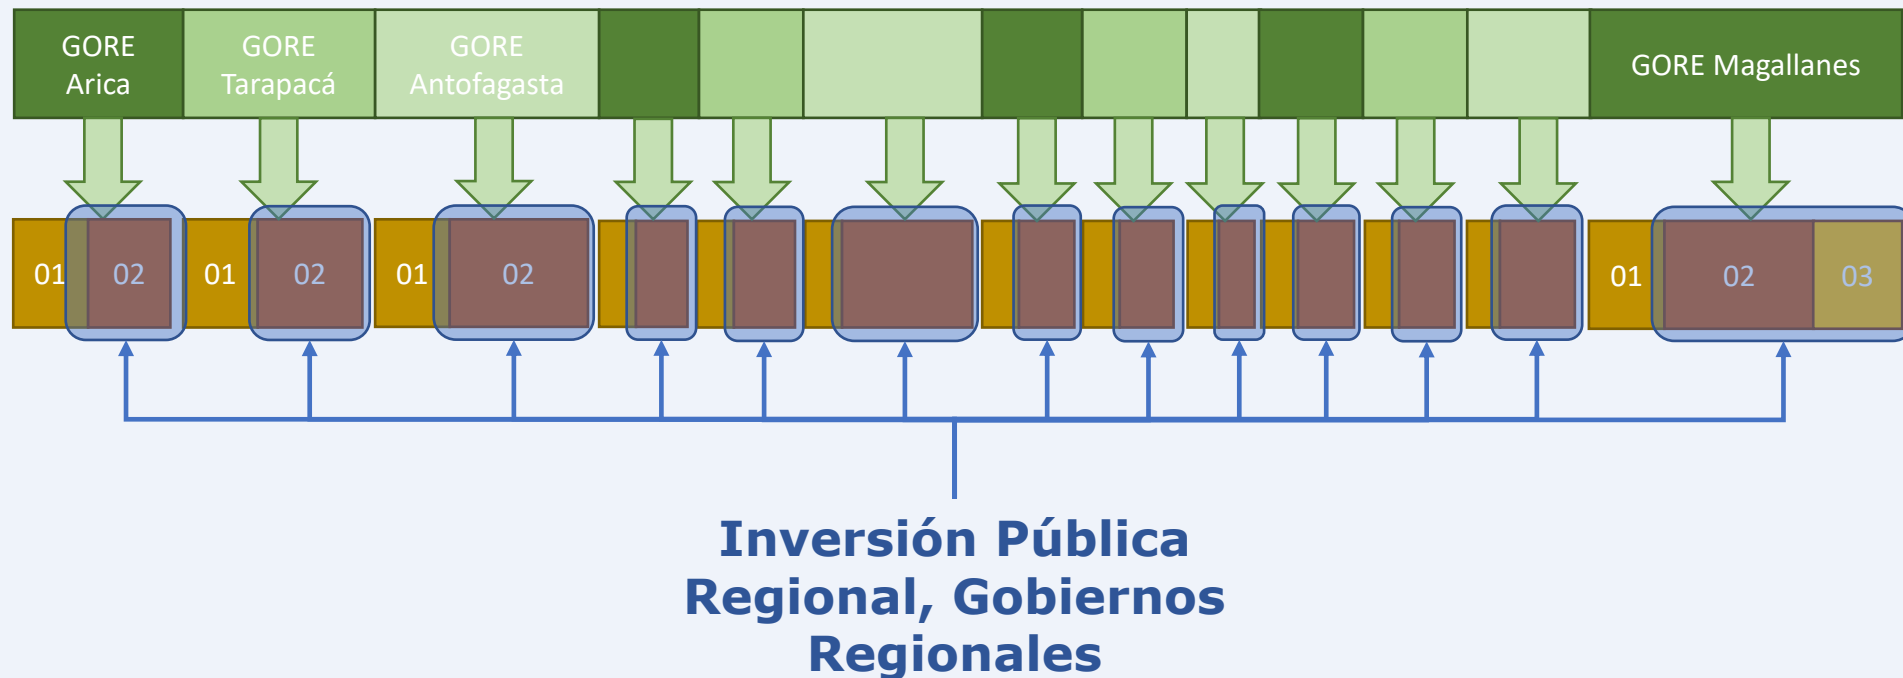 GORE
Arica
GORE
Tarapacá
GORE
Antofagasta
GORE Magallanes
01 02 01 02 01 02 01 02 03
Inversión Pública
Regional, Gobiernos
Regionales